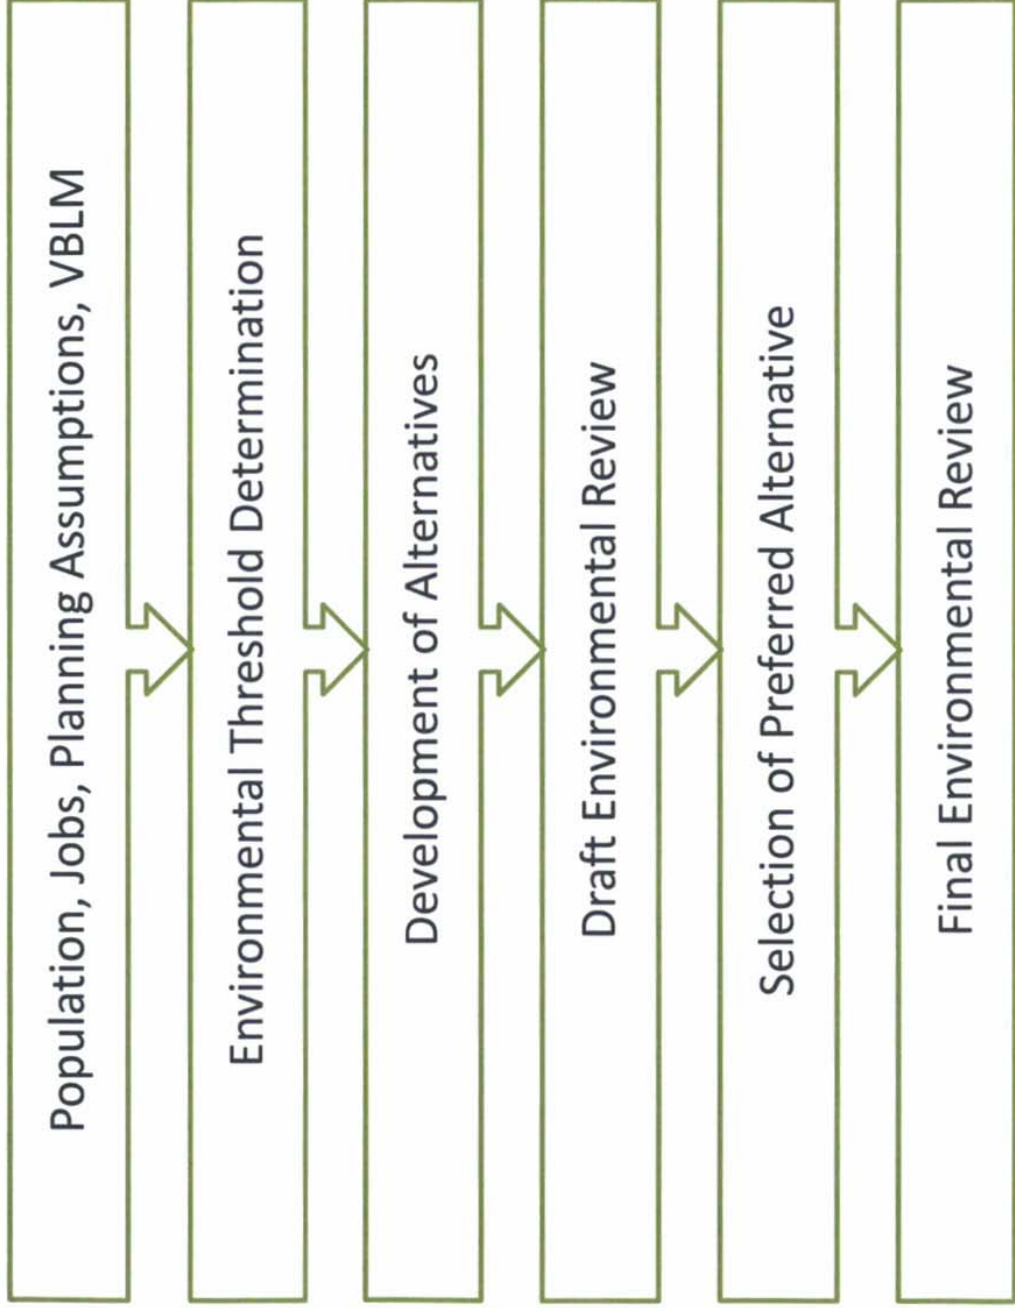 Population, Jobs, Planning Assumptions, VBLM
Environmental Threshold Determination
Development of Alternatives
Draft Environmental Review
Selection of Preferred Alternative
Final Environmental Review